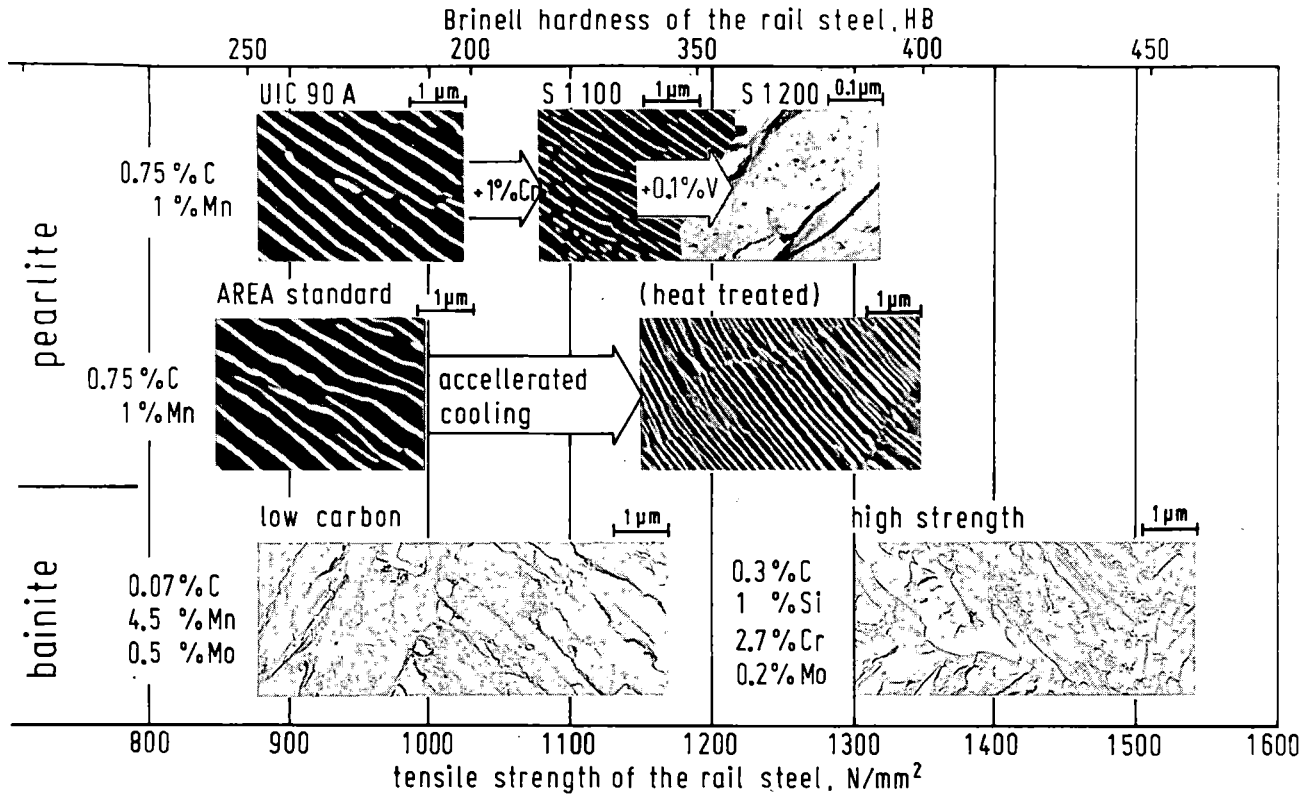 Brinell hardness of the rail steel, HB
250 200 350 400 450
UIC 90 A 1 µm S 1100 1µm S 1200 0.1µm
0.75 % C
1 % Mn
+1%Cr
+0.1%V
pearlite
AREA standard 1µm (heat treated) 1µm
0.75 % C
1 % Mn
accellerated
cooling
low carbon 1µm high strength 1µm
bainite
0.07 % C
4.5 % Mn
0.5 % Mo
0.3 % C
1 % Si
2.7 % Cr
0.2 % Mo
800 900 1000 1100 1200 1300 1400 1500 1600
tensile strength of the rail steel, N/mm²